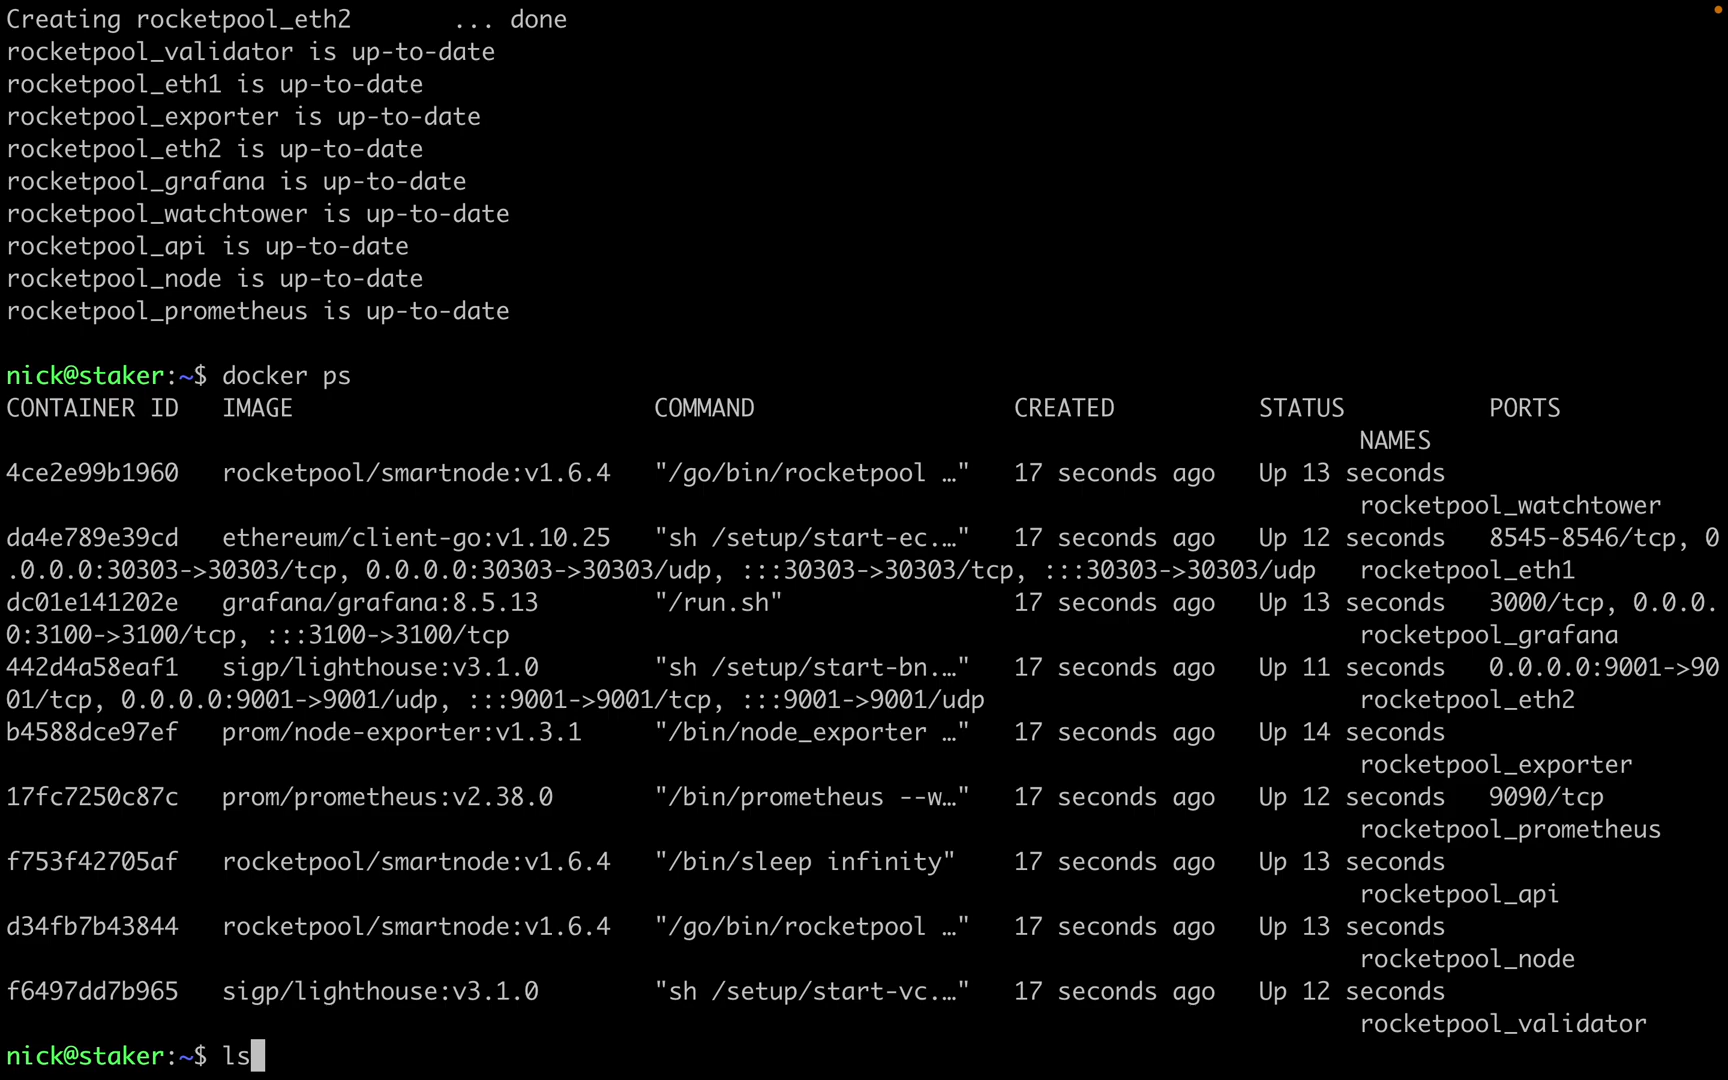 Creating rocketpool_eth2       ... done
rocketpool_validator is up-to-date
rocketpool_eth1 is up-to-date
rocketpool_exporter is up-to-date
rocketpool_eth2 is up-to-date
rocketpool_grafana is up-to-date
rocketpool_watchtower is up-to-date
rocketpool_api is up-to-date
rocketpool_node is up-to-date
rocketpool_prometheus is up-to-date
nick@staker:~$ docker ps
CONTAINER ID   IMAGE                         COMMAND                  CREATED          STATUS          PORTS
NAMES
4ce2e99b1960   rocketpool/smartnode:v1.6.4   "/go/bin/rocketpool …"   17 seconds ago   Up 13 seconds
rocketpool_watchtower
da4e789e39cd   ethereum/client-go:v1.10.25   "sh /setup/start-ec.…"   17 seconds ago   Up 12 seconds   8545-8546/tcp, 0
.0.0.0:30303->30303/tcp, 0.0.0.0:30303->30303/udp, :::30303->30303/tcp, :::30303->30303/udp   rocketpool_eth1
dc01e141202e   grafana/grafana:8.5.13        "/run.sh"                17 seconds ago   Up 13 seconds   3000/tcp, 0.0.0.
0:3100->3100/tcp, :::3100->3100/tcp                                                           rocketpool_grafana
442d4a58eaf1   sigp/lighthouse:v3.1.0        "sh /setup/start-bn.…"   17 seconds ago   Up 11 seconds   0.0.0.0:9001->90
01/tcp, 0.0.0.0:9001->9001/udp, :::9001->9001/tcp, :::9001->9001/udp                          rocketpool_eth2
b4588dce97ef   prom/node-exporter:v1.3.1     "/bin/node_exporter …"   17 seconds ago   Up 14 seconds
rocketpool_exporter
17fc7250c87c   prom/prometheus:v2.38.0       "/bin/prometheus --w…"   17 seconds ago   Up 12 seconds   9090/tcp
rocketpool_prometheus
f753f42705af   rocketpool/smartnode:v1.6.4   "/bin/sleep infinity"    17 seconds ago   Up 13 seconds
rocketpool_api
d34fb7b43844   rocketpool/smartnode:v1.6.4   "/go/bin/rocketpool …"   17 seconds ago   Up 13 seconds
rocketpool_node
f6497dd7b965   sigp/lighthouse:v3.1.0        "sh /setup/start-vc.…"   17 seconds ago   Up 12 seconds
rocketpool_validator
nick@staker:~$ ls